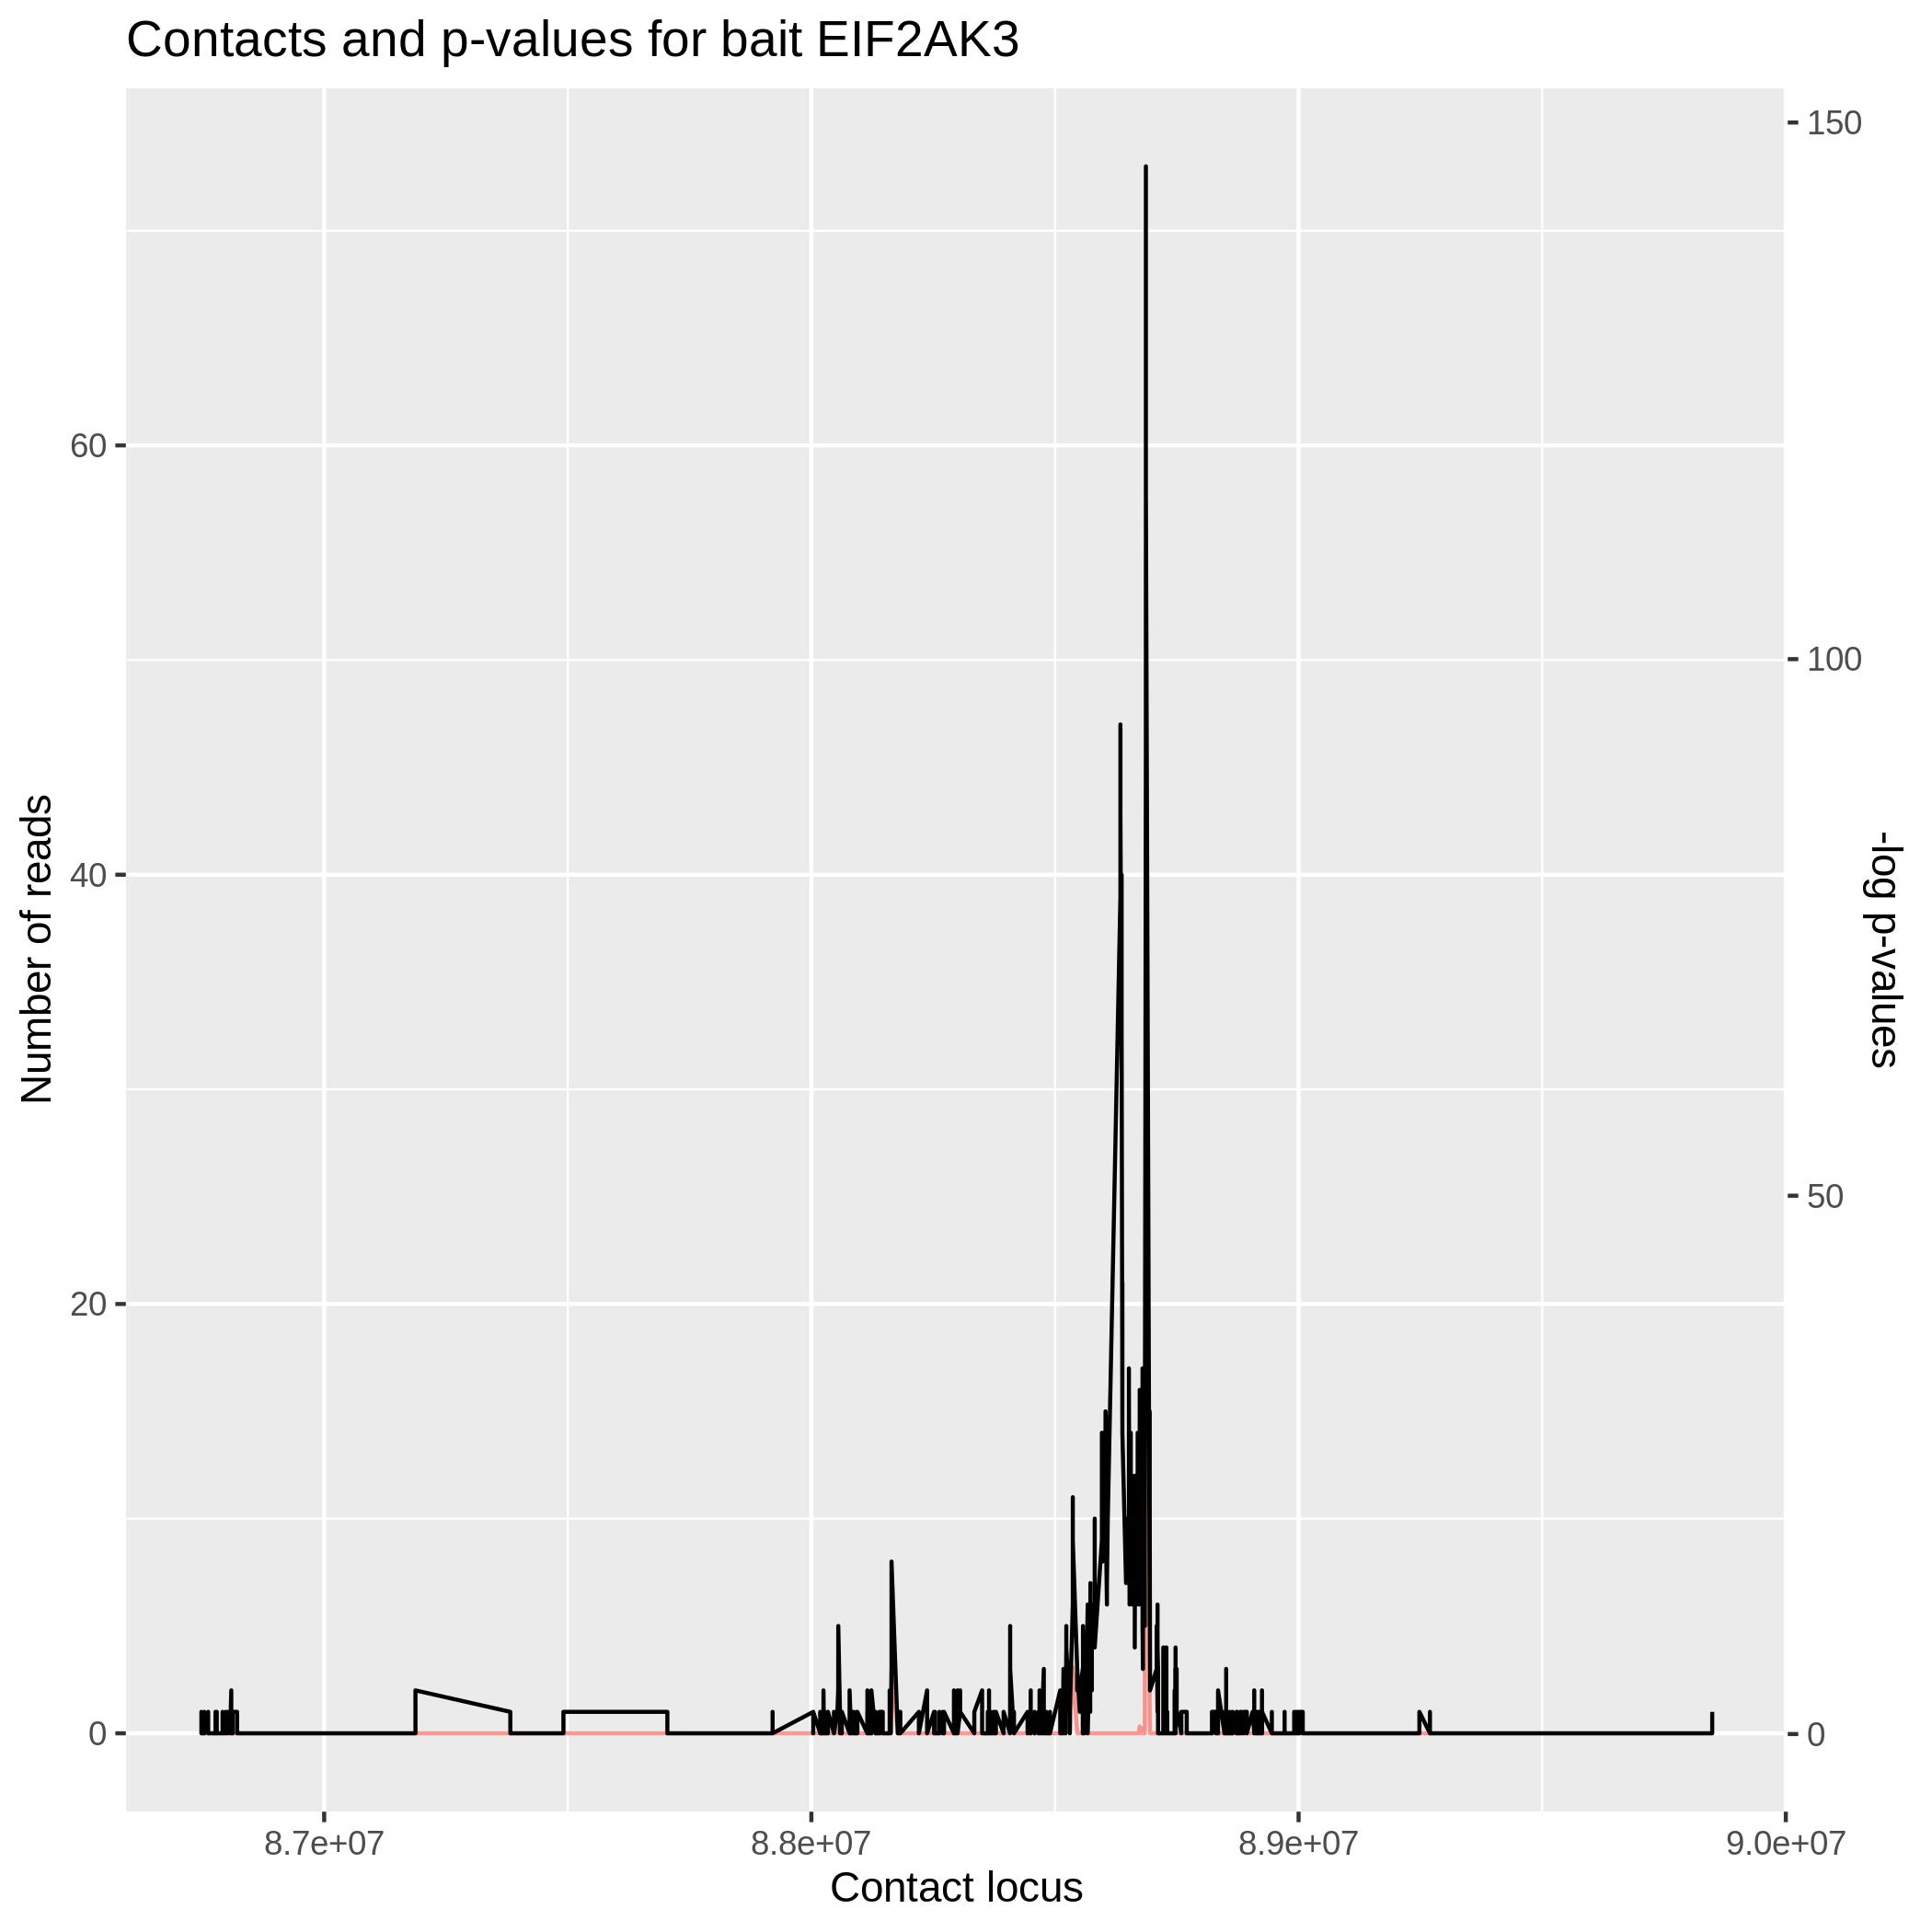 Contacts and p-values for bait EIF2AK3
150
60
100
40
50
20
0
0
Number of reads
-log p-values
8.7e+07
8.8e+07
8.9e+07
9.0e+07
Contact locus